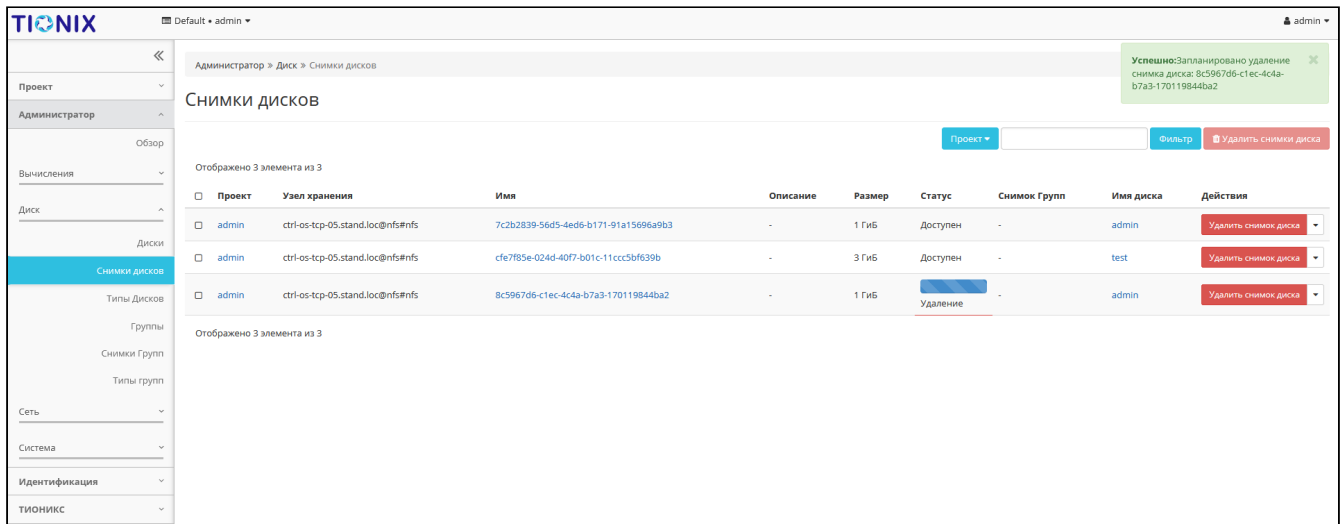 TIONIX
Default • admin
admin
Администратор » Диск » Снимки дисков
Успешно:Запланировано удаление
снимка диска: 8c5967d6-c1ec-4c4a-
b7a3-170119844ba2
Проект
Администратор
Обзор
Вычисления
Диск
Диски
Снимки дисков
Типы Дисков
Группы
Снимки Групп
Типы групп
Сеть
Система
Идентификация
ТИОНИКС
Снимки дисков
Проект
Фильтр
Удалить снимки диска
Отображено 3 элемента из 3
Проект Узел хранения Имя Описание Размер Статус Снимок Групп Имя диска Действия
admin ctrl-os-tcp-05.stand.loc@nfs#nfs 7c2b2839-56d5-4ed6-b171-91a15696a9b3 - 1 ГиБ Доступен - admin Удалить снимок диска
admin ctrl-os-tcp-05.stand.loc@nfs#nfs cfe7f85e-024d-40f7-b01c-11ccc5bf639b - 3 ГиБ Доступен - test Удалить снимок диска
admin ctrl-os-tcp-05.stand.loc@nfs#nfs 8c5967d6-c1ec-4c4a-b7a3-170119844ba2 - 1 ГиБ Удаление - admin Удалить снимок диска
Отображено 3 элемента из 3